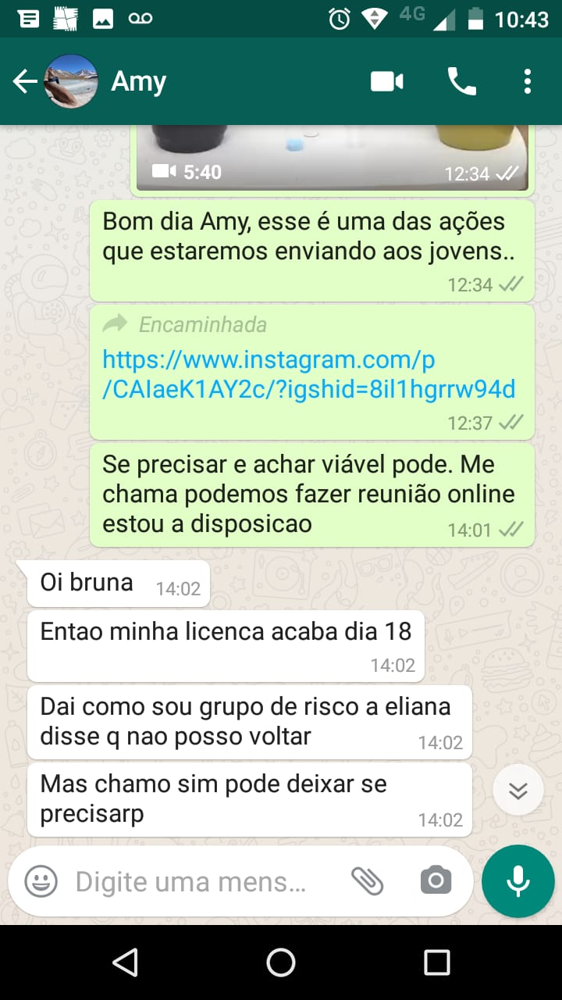 4G 10:43
Amy
5:40 12:34
Bom dia Amy, esse é uma das ações
que estaremos enviando aos jovens..
12:34
Encaminhada
https://www.instagram.com/p
/CAIaeK1AY2c/?igshid=8il1hgrrw94d
12:37
Se precisar e achar viável pode. Me
chama podemos fazer reunião online
estou a disposicao 14:01
Oi bruna 14:02
Entao minha licenca acaba dia 18
14:02
Dai como sou grupo de risco a eliana
disse q nao posso voltar 14:02
Mas chamo sim pode deixar se
precisarp 14:02
Digite uma mens...